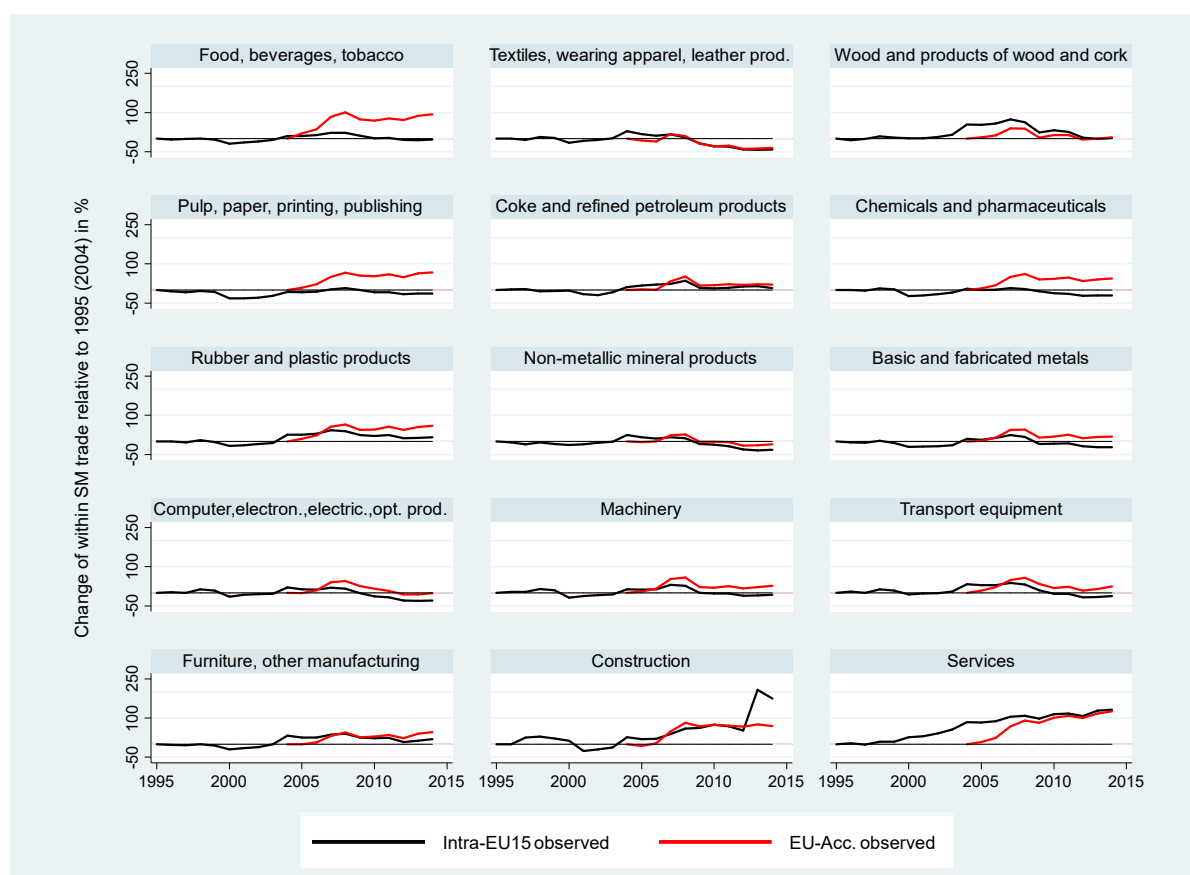 Food, beverages, tobacco
Textiles, wearing apparel, leather prod.
Wood and products of wood and cork
250
100
-50
Pulp, paper, printing, publishing
Coke and refined petroleum products
Chemicals and pharmaceuticals
250
100
-50
Change of within SM trade relative to 1995 (2004) in %
Rubber and plastic products
Non-metallic mineral products
Basic and fabricated metals
250
100
-50
Computer,electron.,electric.,opt. prod.
Machinery
Transport equipment
250
100
-50
Furniture, other manufacturing
Construction
Services
250
100
-50
1995 2000 2005 2010 2015
1995 2000 2005 2010 2015
1995 2000 2005 2010 2015
Intra-EU15 observed
EU-Acc. observed